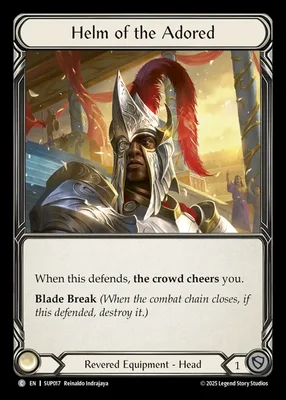 Helm of the Adored
When this defends, the crowd cheers you.
Blade Break (When the combat chain closes, if
this defended, destroy it.)
Revered Equipment - Head
1
C EN | SUP017 Reinaldo Indrajaya
© 2025 Legend Story Studios